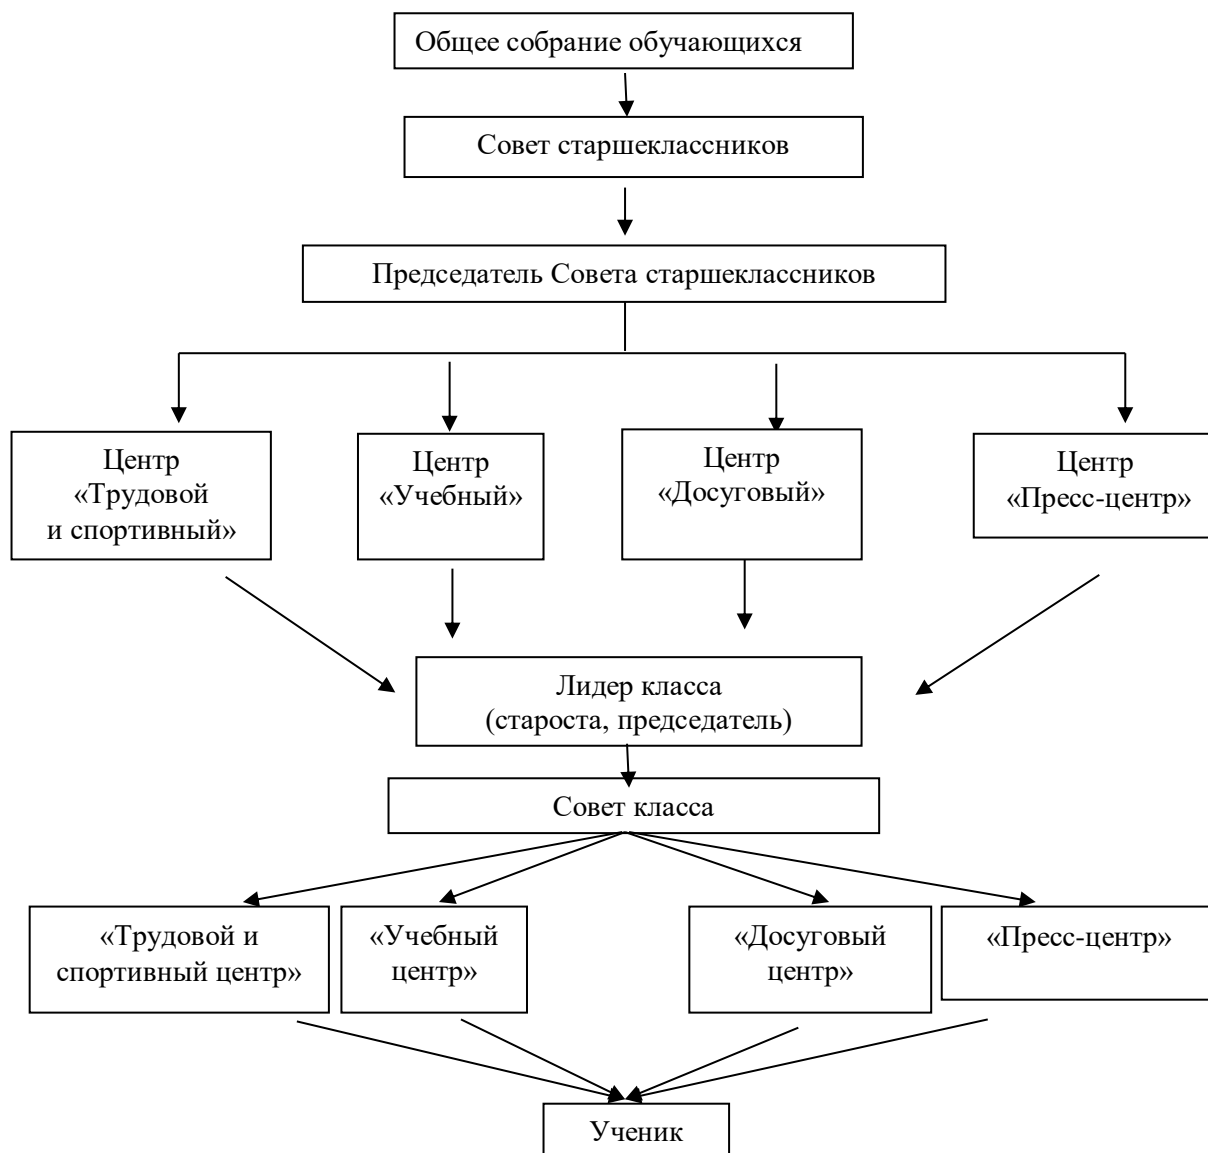 Общее собрание обучающихся
Совет старшеклассников
Председатель Совета старшеклассников
Центр
«Трудовой
и спортивный»
Центр
«Учебный»
Центр
«Досуговый»
Центр
«Пресс-центр»
Лидер класса
(староста, председатель)
Совет класса
«Трудовой и
спортивный центр»
«Учебный
центр»
«Досуговый
центр»
«Пресс-центр»
Ученик